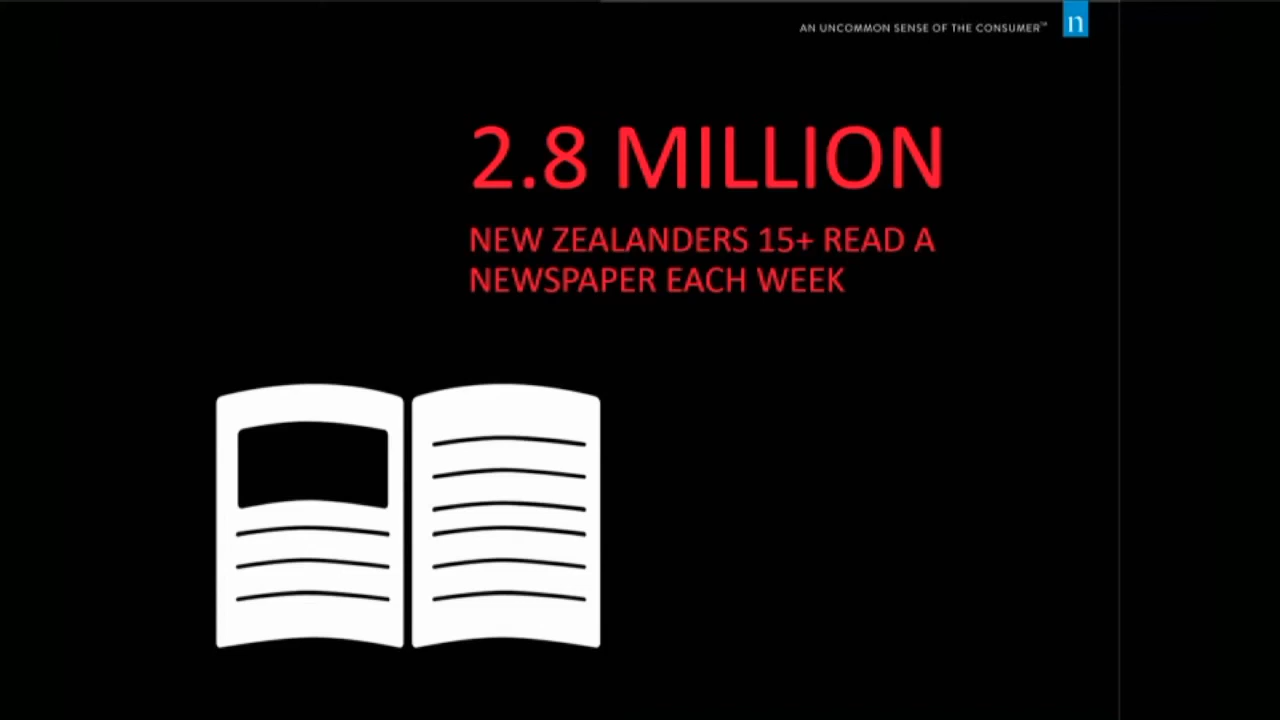 AN UNCOMMON SENSE OF THE CONSUMER™
n
2.8 MILLION
NEW ZEALANDERS 15+ READ A
NEWSPAPER EACH WEEK